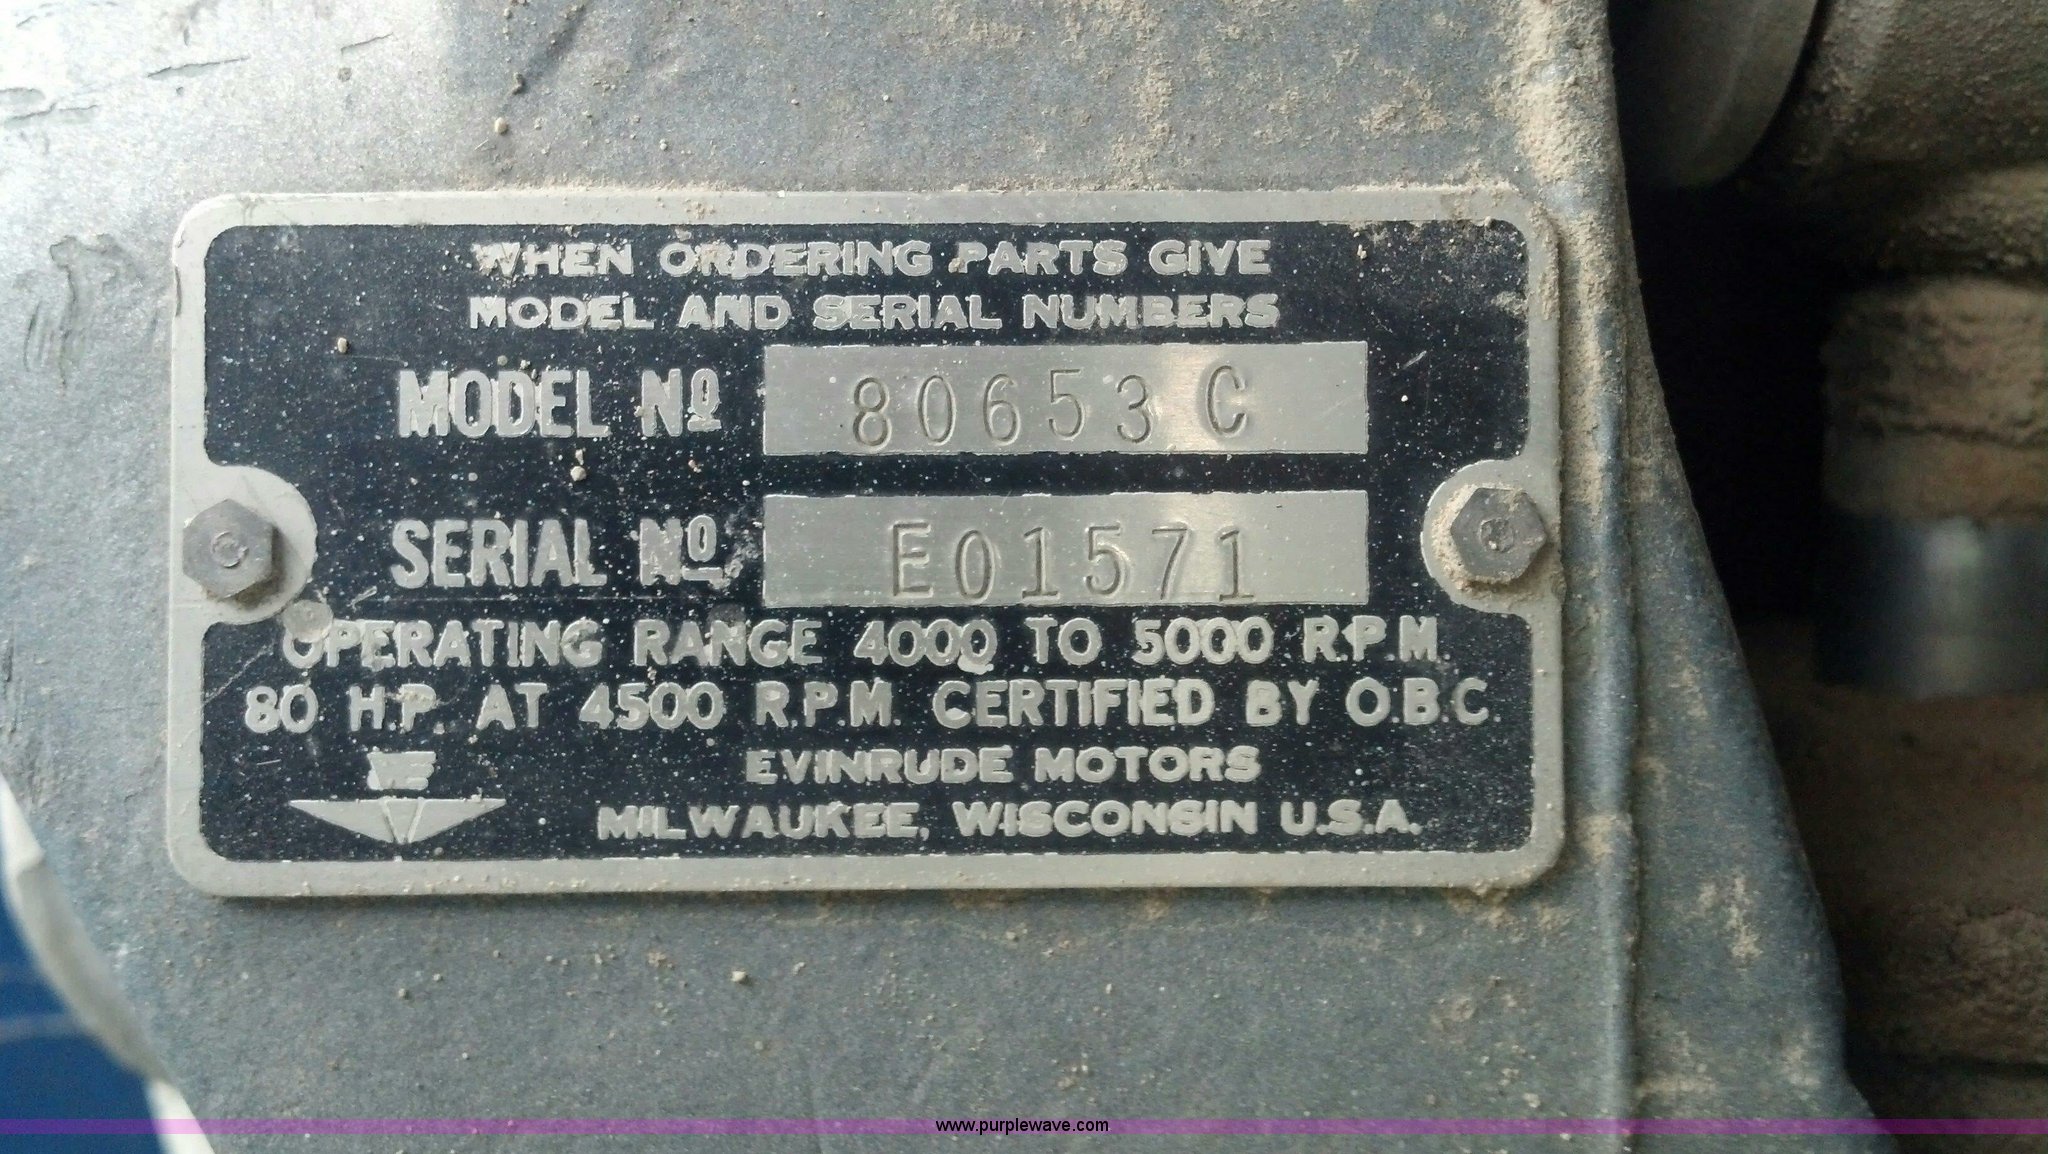 WHEN ORDERING PARTS GIVE
MODEL AND SERIAL NUMBERS
MODEL Nº 80653 C
SERIAL Nº E01571
OPERATING RANGE 4000 TO 5000 R.P.M.
80 H.P. AT 4500 R.P.M. CERTIFIED BY O.B.C.
EVINRUDE MOTORS
MILWAUKEE, WISCONSIN U.S.A.
www.purplewave.com